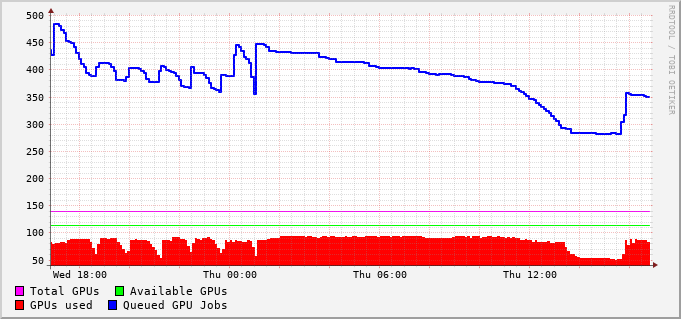 500
450
400
350
300
250
200
150
100
50
Wed 18:00 Thu 00:00 Thu 06:00 Thu 12:00
Total GPUs Available GPUs
GPUs used Queued GPU Jobs
RRDTOOL / TOBI OETIKER